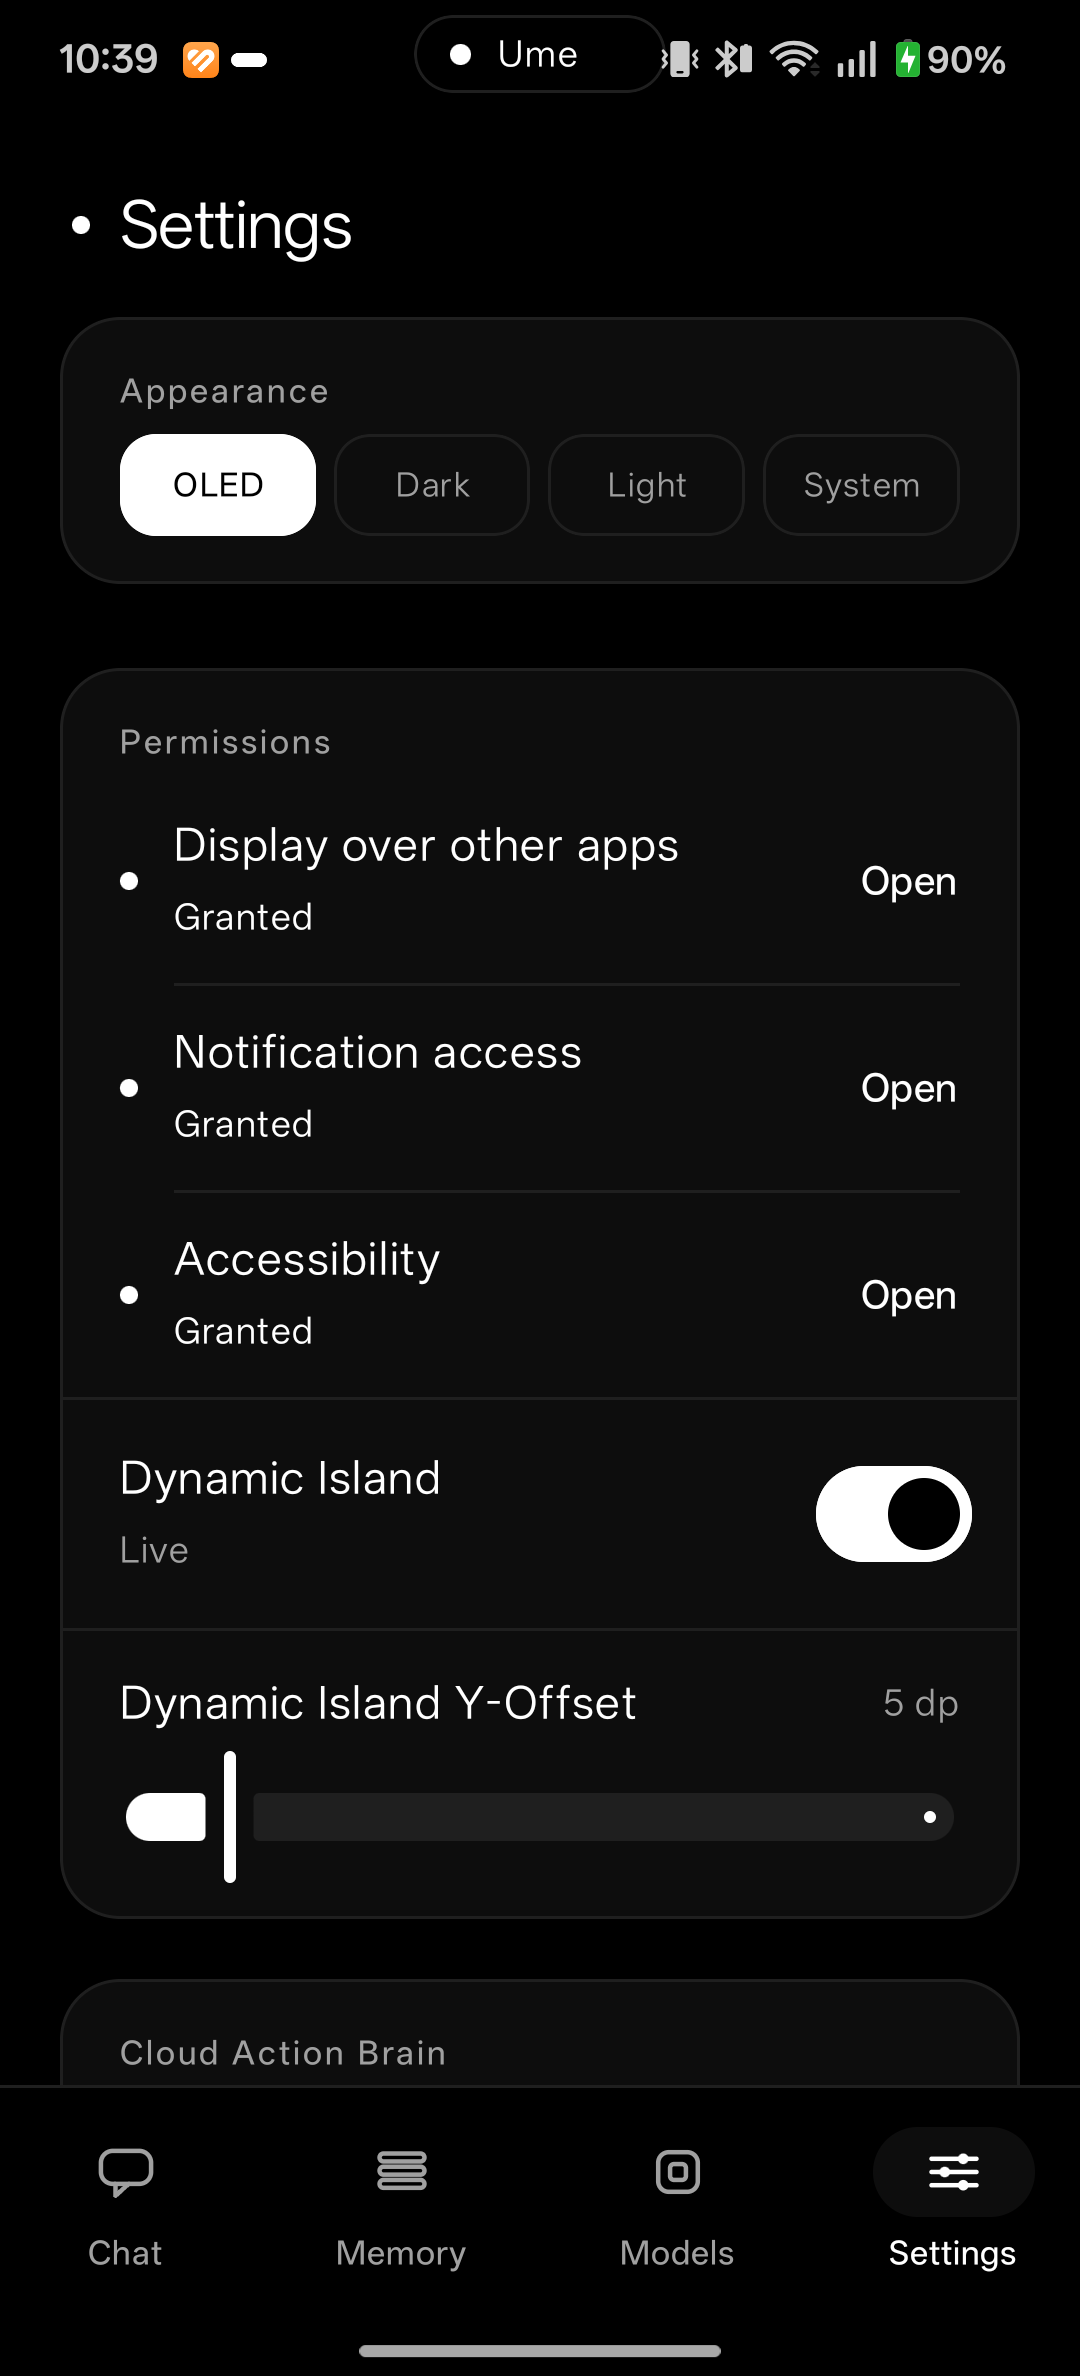 10:39
Ume
90%
Settings
Appearance
OLED
Dark
Light
System
Permissions
Display over other apps
Granted
Open
Notification access
Granted
Open
Accessibility
Granted
Open
Dynamic Island
Live
Dynamic Island Y-Offset
5 dp
Cloud Action Brain
Chat
Memory
Models
Settings